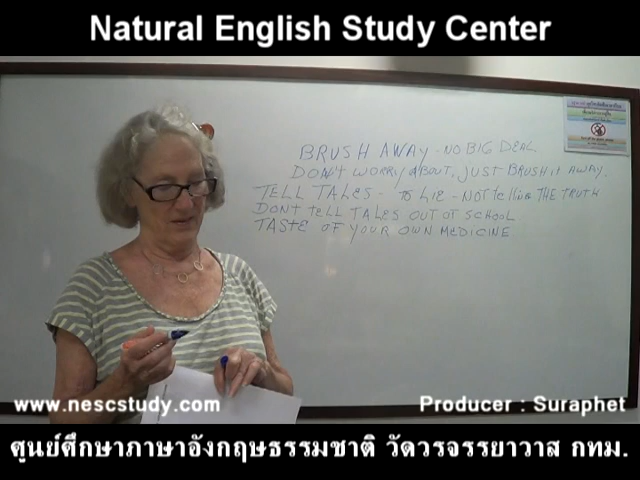 Natural English Study Center
BRUSH AWAY - NO BIG DEAL
DON'T WORRY ABOUT, JUST BRUSH it AWAY.
TELL TALES - to LIE - Not telling THE TRUTH
DON'T tELL TALES OUT OF SCHOOL
TASTE OF YOUR OWN MEDICINE
www.nescstudy.com
Producer : Suraphet
ศูนย์ศึกษาภาษาอังกฤษธรรมชาติ วัดวรจรรยาวาส กทม.